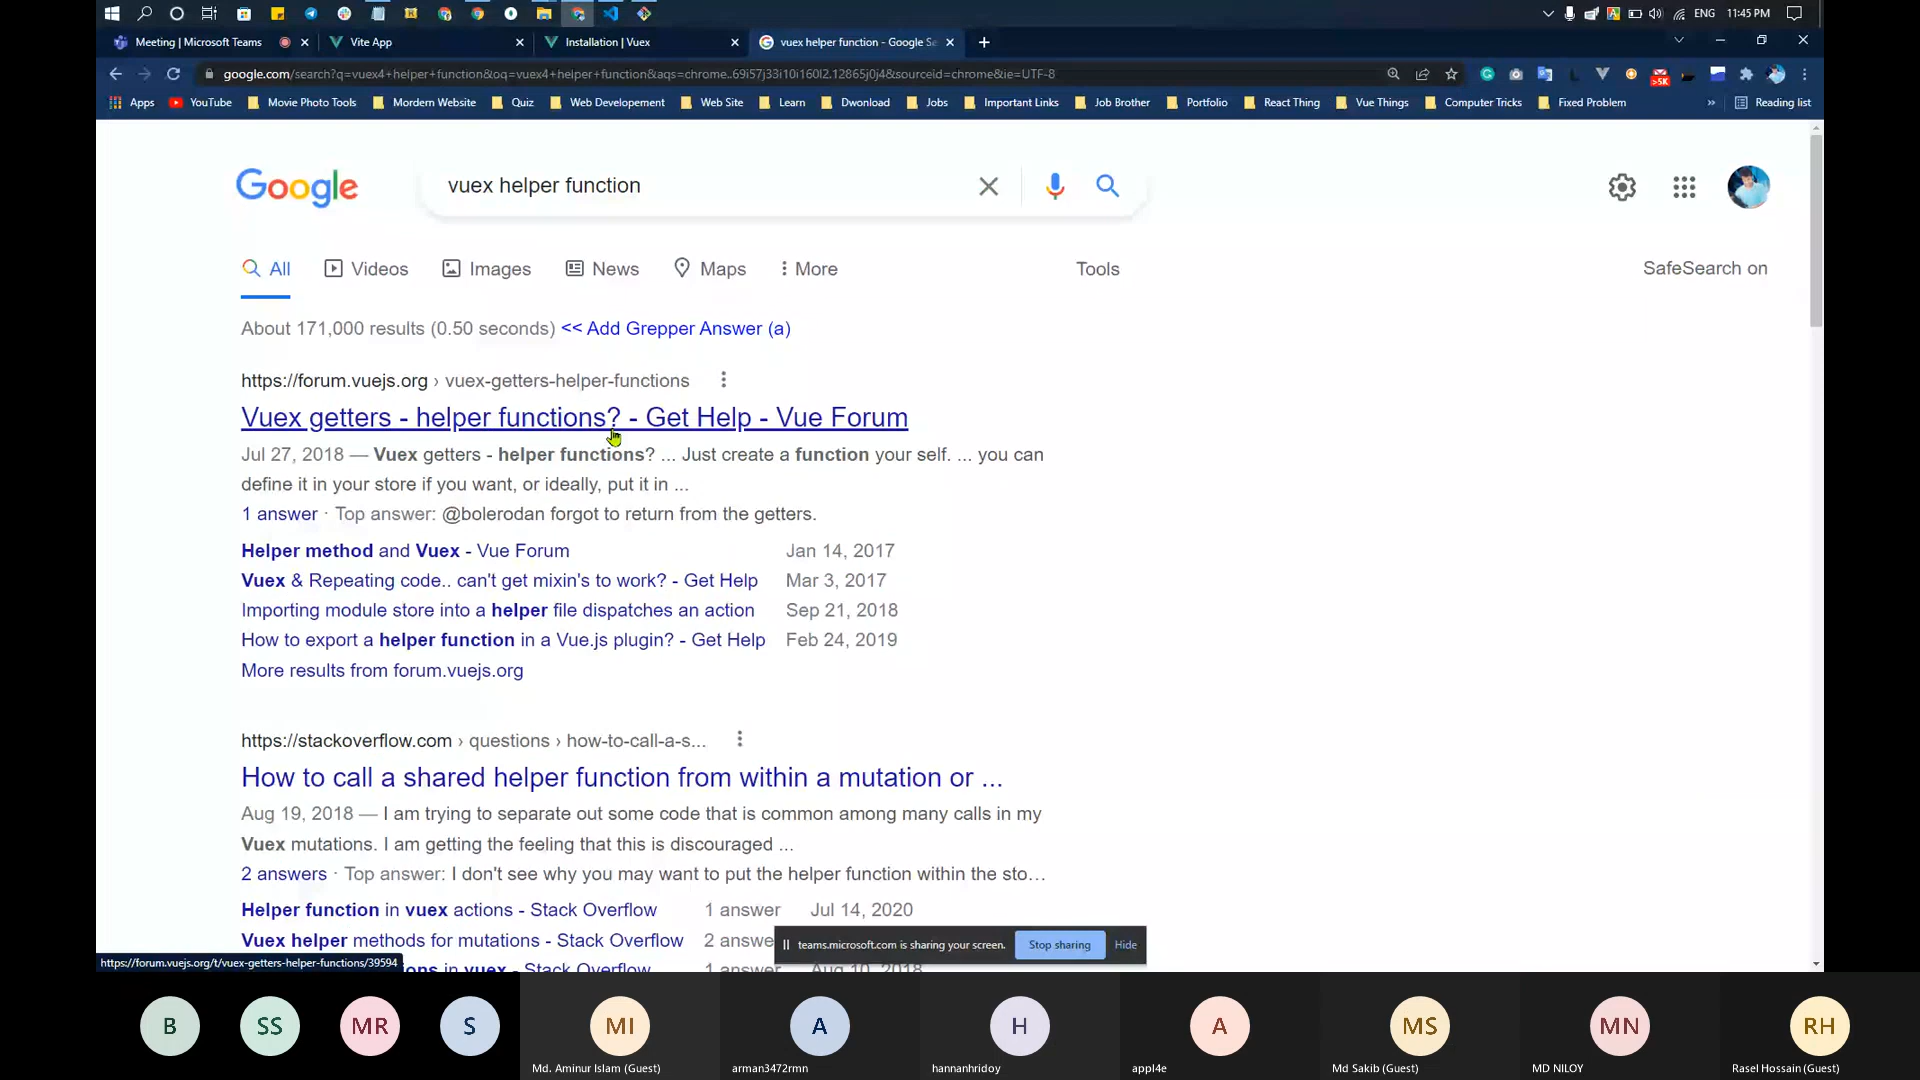 ENG 11:45 PM
Meeting | Microsoft Teams
Vite App
Installation | Vuex
vuex helper function - Google Se
google.com/search?q=vuex4+helper+function&oq=vuex4+helper+function&aqs=chrome..69i57j33i10i160l2.12865j0j4&sourceid=chrome&ie=UTF-8
>5K
Apps YouTube Movie Photo Tools Mordern Website Quiz Web Developement Web Site Learn Dwonload Jobs Important Links Job Brother Portfolio React Thing Vue Things Computer Tricks Fixed Problem » Reading list
Google
vuex helper function
All Videos Images News Maps More Tools SafeSearch on
About 171,000 results (0.50 seconds) << Add Grepper Answer (a)
https://forum.vuejs.org › vuex-getters-helper-functions
Vuex getters - helper functions? - Get Help - Vue Forum
Jul 27, 2018 — Vuex getters - helper functions? ... Just create a function your self. ... you can
define it in your store if you want, or ideally, put it in ...
1 answer · Top answer: @bolerodan forgot to return from the getters.
Helper method and Vuex - Vue Forum Jan 14, 2017
Vuex & Repeating code.. can't get mixin's to work? - Get Help Mar 3, 2017
Importing module store into a helper file dispatches an action Sep 21, 2018
How to export a helper function in a Vue.js plugin? - Get Help Feb 24, 2019
More results from forum.vuejs.org
https://stackoverflow.com › questions › how-to-call-a-s...
How to call a shared helper function from within a mutation or ...
Aug 19, 2018 — I am trying to separate out some code that is common among many calls in my
Vuex mutations. I am getting the feeling that this is discouraged ...
2 answers · Top answer: I don't see why you may want to put the helper function within the sto...
Helper function in vuex actions - Stack Overflow 1 answer Jul 14, 2020
Vuex helper methods for mutations - Stack Overflow 2 answe
teams.microsoft.com is sharing your screen. Stop sharing Hide
https://forum.vuejs.org/t/vuex-getters-helper-functions/39594
ons in vuex - Stack Overflow 1 answer Aug 10, 2018
B SS MR S MI A H A MS MN RH
Md. Aminur Islam (Guest) arman3472rmn hannanhridoy appl4e Md Sakib (Guest) MD NILOY Rasel Hossain (Guest)